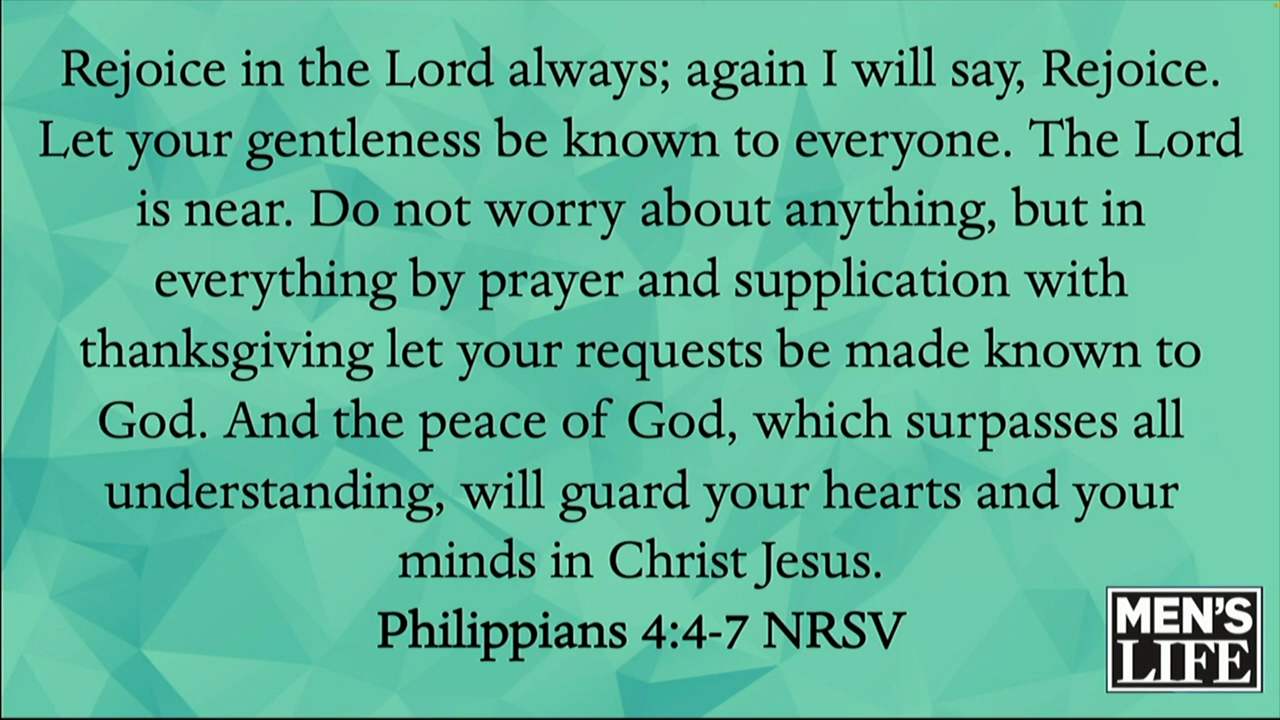 Rejoice in the Lord always; again I will say, Rejoice.
Let your gentleness be known to everyone. The Lord
is near. Do not worry about anything, but in
everything by prayer and supplication with
thanksgiving let your requests be made known to
God. And the peace of God, which surpasses all
understanding, will guard your hearts and your
minds in Christ Jesus.
Philippians 4:4-7 NRSV
MEN'S
LIFE